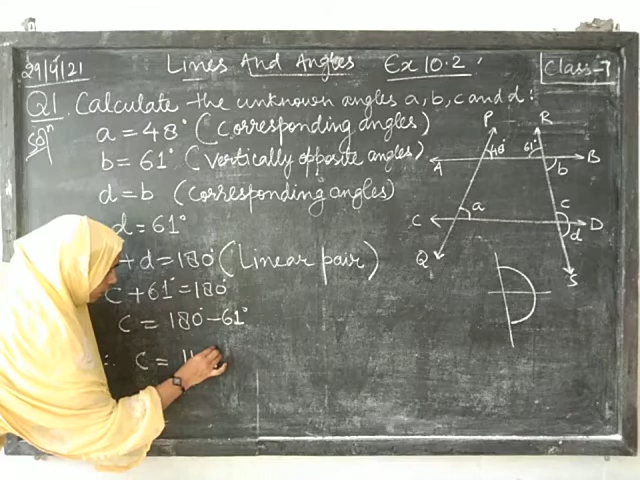 29/4/21 Lines And Angles Ex 10.2. Class-7
Q1. Calculate the unknown angles a, b, c and d:
Soln a = 48° (corresponding angles)
b = 61° (vertically opposite angles)
d = b (corresponding angles)
d = 61°
+ d = 180° (Linear pair)
c + 61° = 180°
c = 180° - 61°
∴ c = 11
P R
48° 61°
A B
b
C a c D
d
Q S